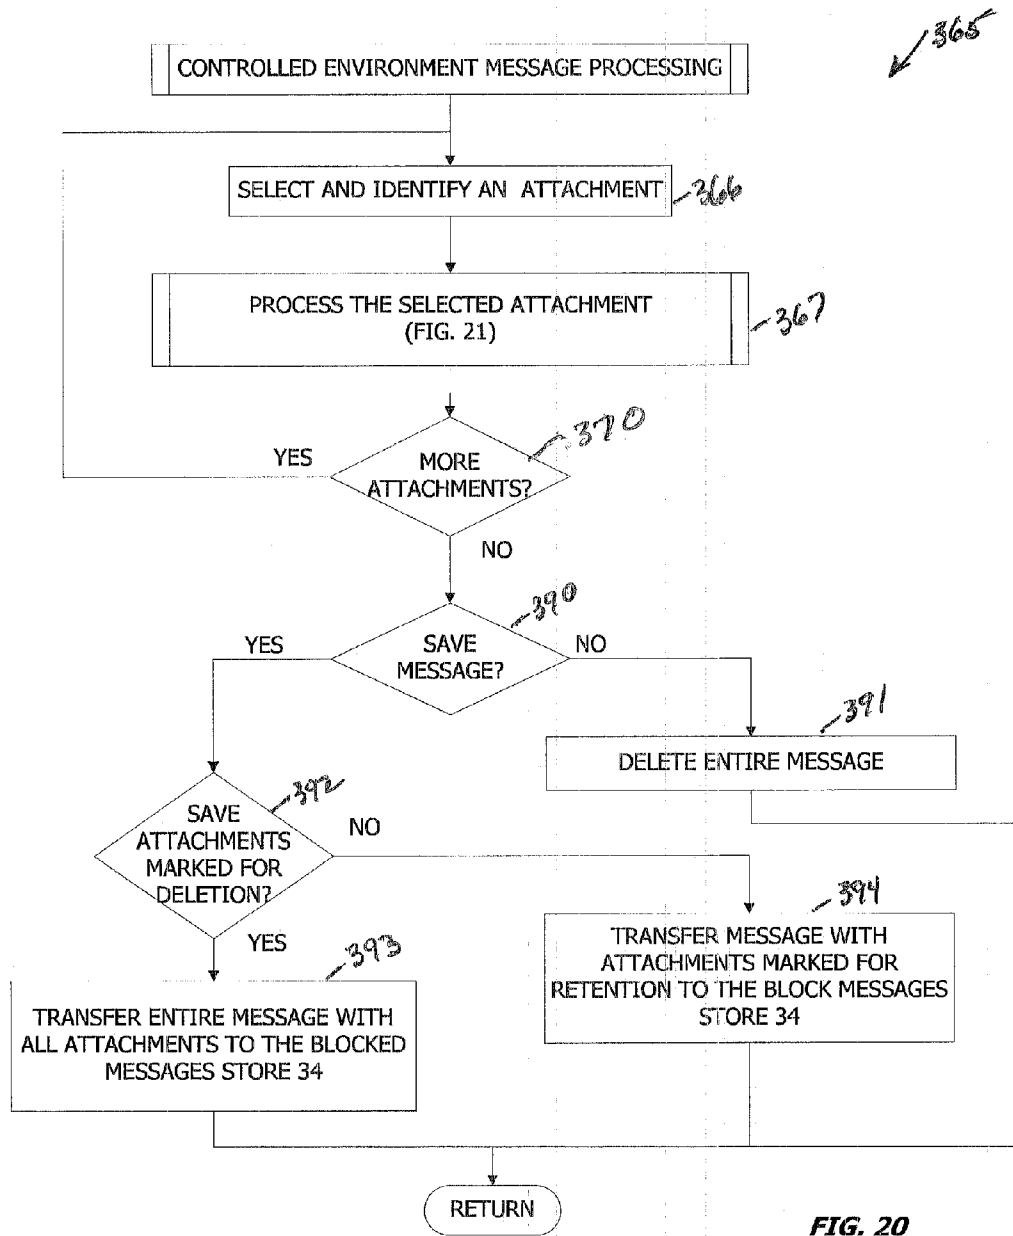 365
CONTROLLED ENVIRONMENT MESSAGE PROCESSING
SELECT AND IDENTIFY AN ATTACHMENT
366
PROCESS THE SELECTED ATTACHMENT
(FIG. 21)
367
370
YES
MORE
ATTACHMENTS?
NO
390
YES
SAVE
MESSAGE?
NO
391
DELETE ENTIRE MESSAGE
392
SAVE
ATTACHMENTS
MARKED FOR
DELETION?
NO
YES
394
TRANSFER MESSAGE WITH
ATTACHMENTS MARKED FOR
RETENTION TO THE BLOCK MESSAGES
STORE 34
393
TRANSFER ENTIRE MESSAGE WITH
ALL ATTACHMENTS TO THE BLOCKED
MESSAGES STORE 34
RETURN
FIG. 20